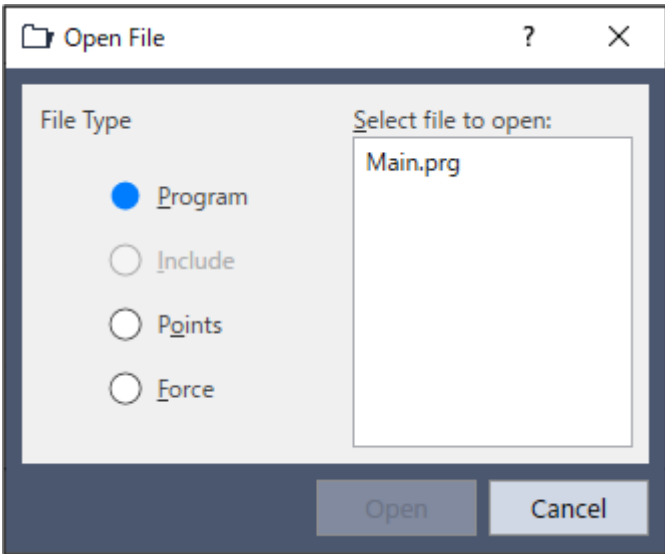 Open File
?
File Type
Program
Include
Points
Force
Select file to open:
Main.prg
Open
Cancel